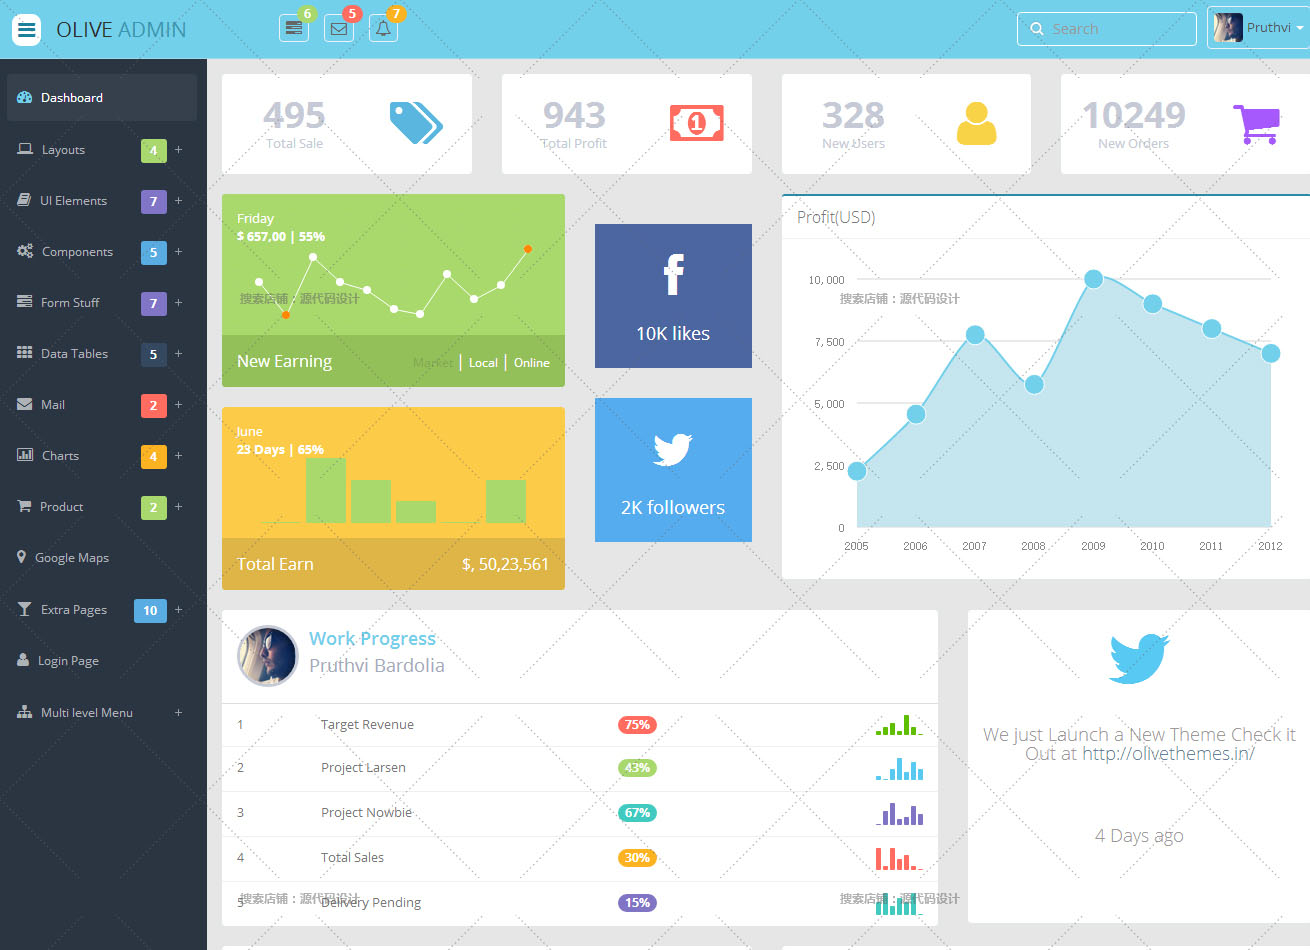 OLIVE ADMIN
6
5
7
Search
Pruthvi
Dashboard
Layouts 4 +
UI Elements 7 +
Components 5 +
Form Stuff 7 +
Data Tables 5 +
Mail 2 +
Charts 4 +
Product 2 +
Google Maps
Extra Pages 10 +
Login Page
Multi level Menu +
495
Total Sale
943
Total Profit
1
328
New Users
10249
New Orders
Friday
$ 657,00 | 55%
搜索店铺：源代码设计
New Earning
Market | Local | Online
June
23 Days | 65%
Total Earn
$, 50,23,561
f
10K likes
2K followers
Profit(USD)
10,000
搜索店铺：源代码设计
7,500
5,000
2,500
0
2005 2006 2007 2008 2009 2010 2011 2012
Work Progress
Pruthvi Bardolia
1 Target Revenue 75%
2 Project Larsen 43%
3 Project Nowbie 67%
4 Total Sales 30%
5 Delivery Pending 15%
搜索店铺：源代码设计
搜索店铺：源代码设计
We just Launch a New Theme Check it
Out at http://olivethemes.in/
4 Days ago